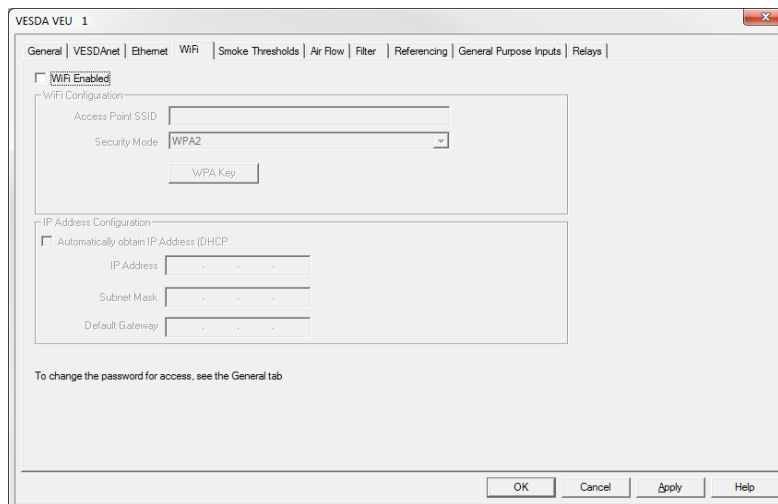 VESDA VEU 1
General VESDAnet Ethernet WiFi Smoke Thresholds Air Flow Filter Referencing General Purpose Inputs Relays
WiFi Enabled
WiFi Configuration
Access Point SSID
Security Mode WPA2
WPA Key
IP Address Configuration
Automatically obtain IP Address (DHCP
IP Address . . .
Subnet Mask . . .
Default Gateway . . .
To change the password for access, see the General tab
OK Cancel Apply Help